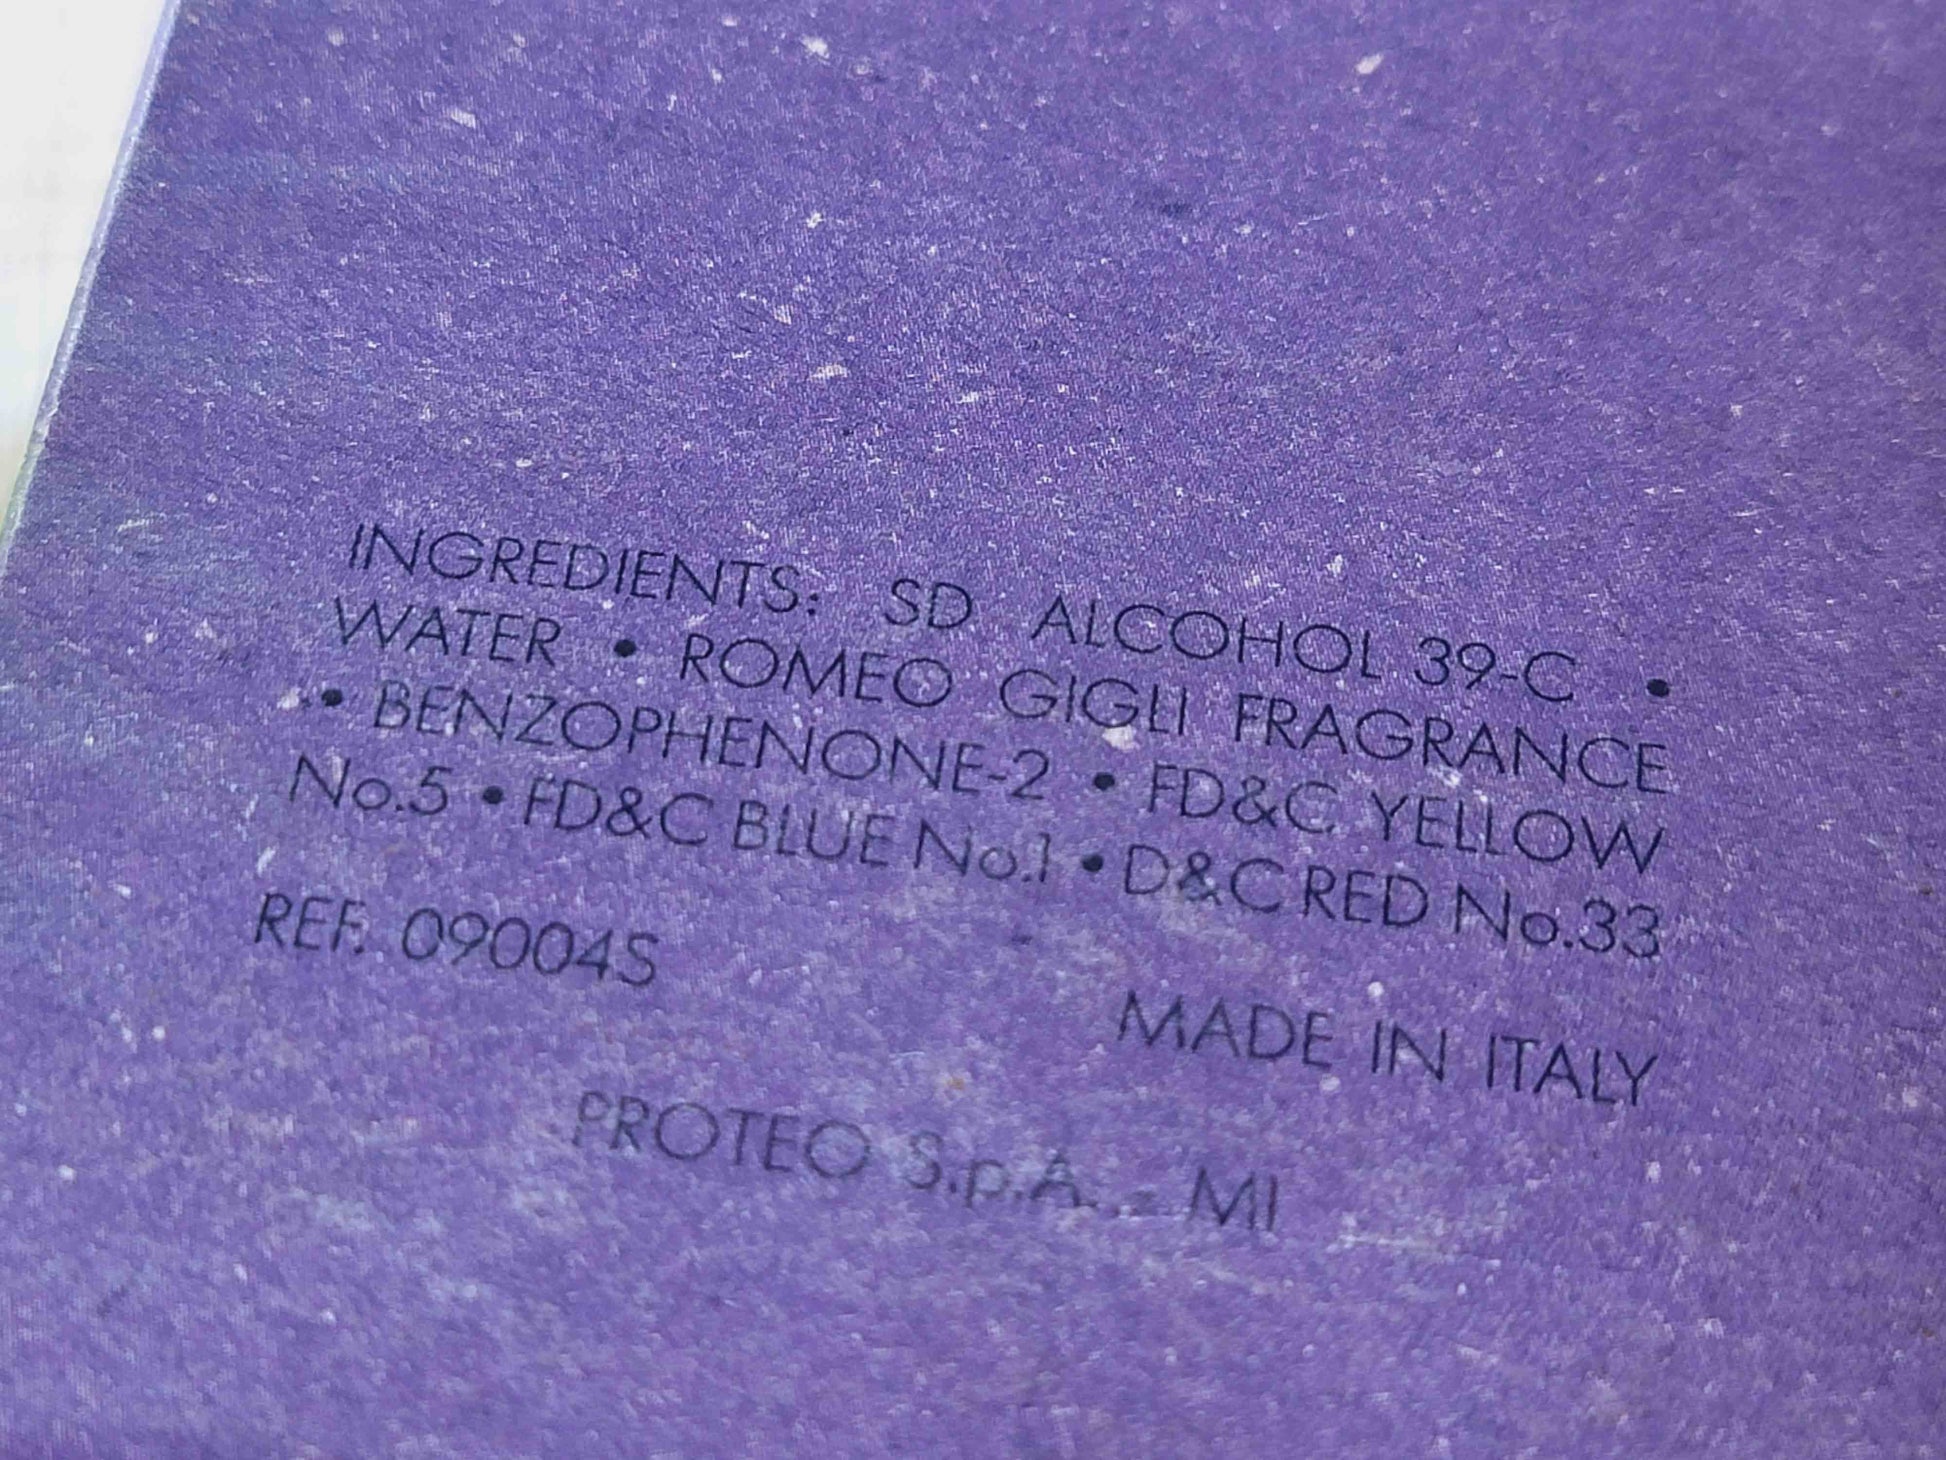 INGREDIENTS: SD ALCOHOL 39-C •
WATER • ROMEO GIGLI FRAGRANCE
• BENZOPHENONE-2 • FD&C YELLOW
No.5 • FD&C BLUE No.1 • D&C RED No.33
REF. 09004S
MADE IN ITALY
PROTEO S.p.A. - MI